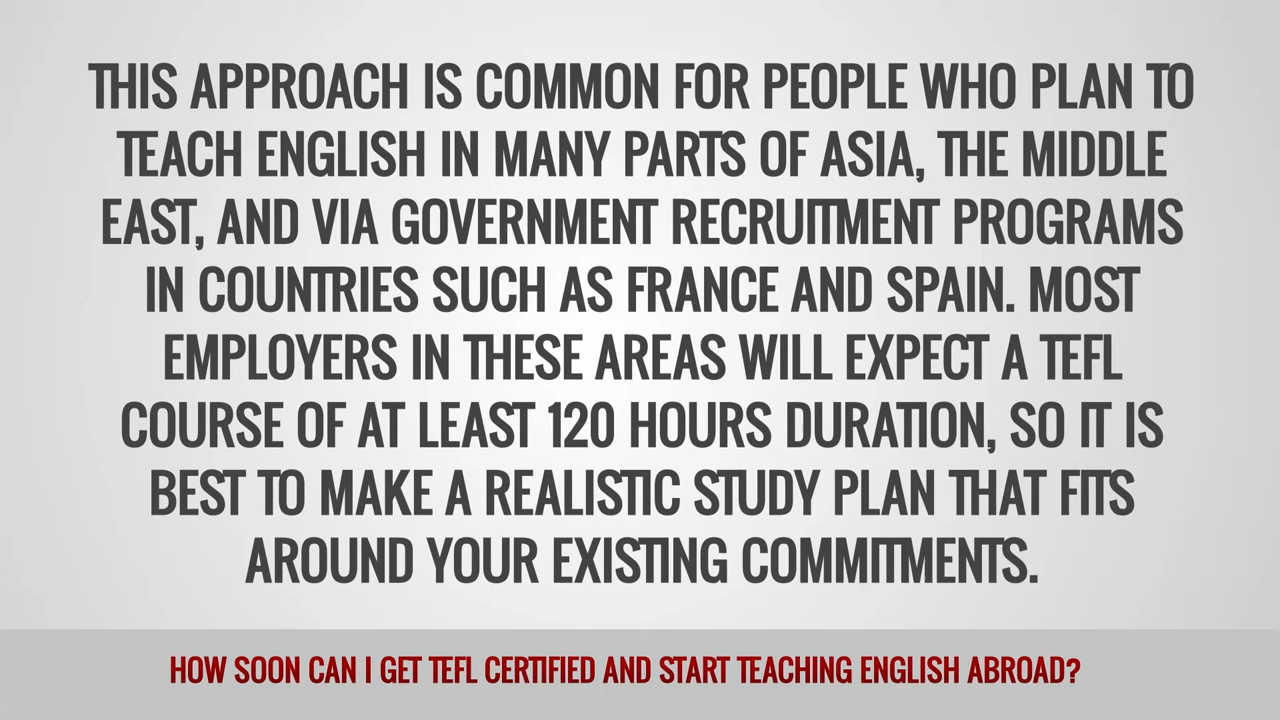 THIS APPROACH IS COMMON FOR PEOPLE WHO PLAN TO
TEACH ENGLISH IN MANY PARTS OF ASIA, THE MIDDLE
EAST, AND VIA GOVERNMENT RECRUITMENT PROGRAMS
IN COUNTRIES SUCH AS FRANCE AND SPAIN. MOST
EMPLOYERS IN THESE AREAS WILL EXPECT A TEFL
COURSE OF AT LEAST 120 HOURS DURATION, SO IT IS
BEST TO MAKE A REALISTIC STUDY PLAN THAT FITS
AROUND YOUR EXISTING COMMITMENTS.
HOW SOON CAN I GET TEFL CERTIFIED AND START TEACHING ENGLISH ABROAD?